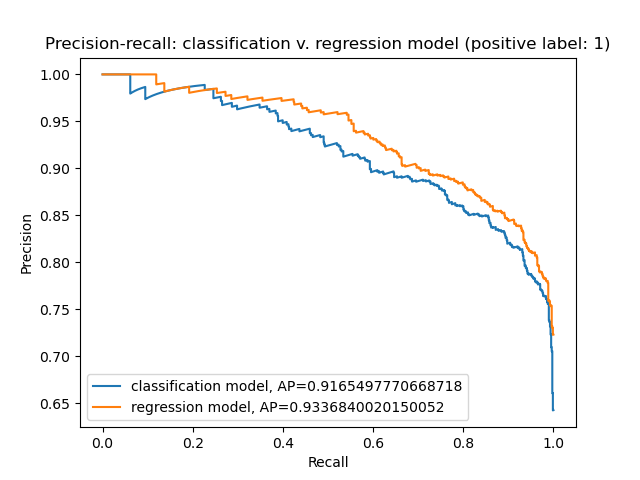 Precision-recall: classification v. regression model (positive label: 1)
1.00
0.95
0.90
0.85
0.80
0.75
0.70
0.65
Precision
classification model, AP=0.9165497770668718
regression model, AP=0.9336840020150052
0.0 0.2 0.4 0.6 0.8 1.0
Recall